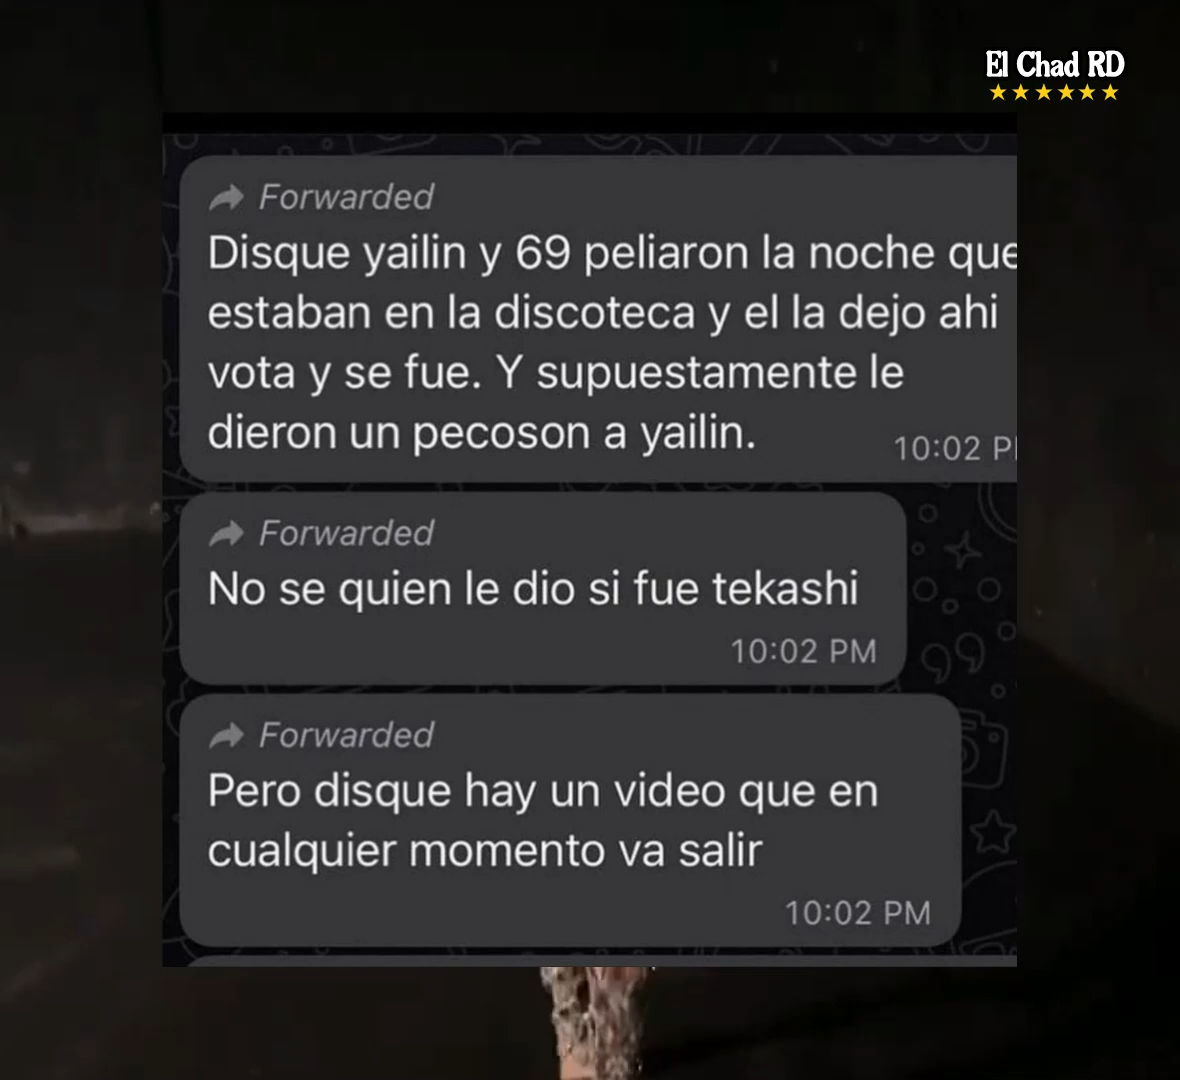 El Chad RD
Forwarded
Disque yailin y 69 peliaron la noche que
estaban en la discoteca y el la dejo ahi
vota y se fue. Y supuestamente le
dieron un pecoson a yailin.
10:02 P
Forwarded
No se quien le dio si fue tekashi
10:02 PM
Forwarded
Pero disque hay un video que en
cualquier momento va salir
10:02 PM